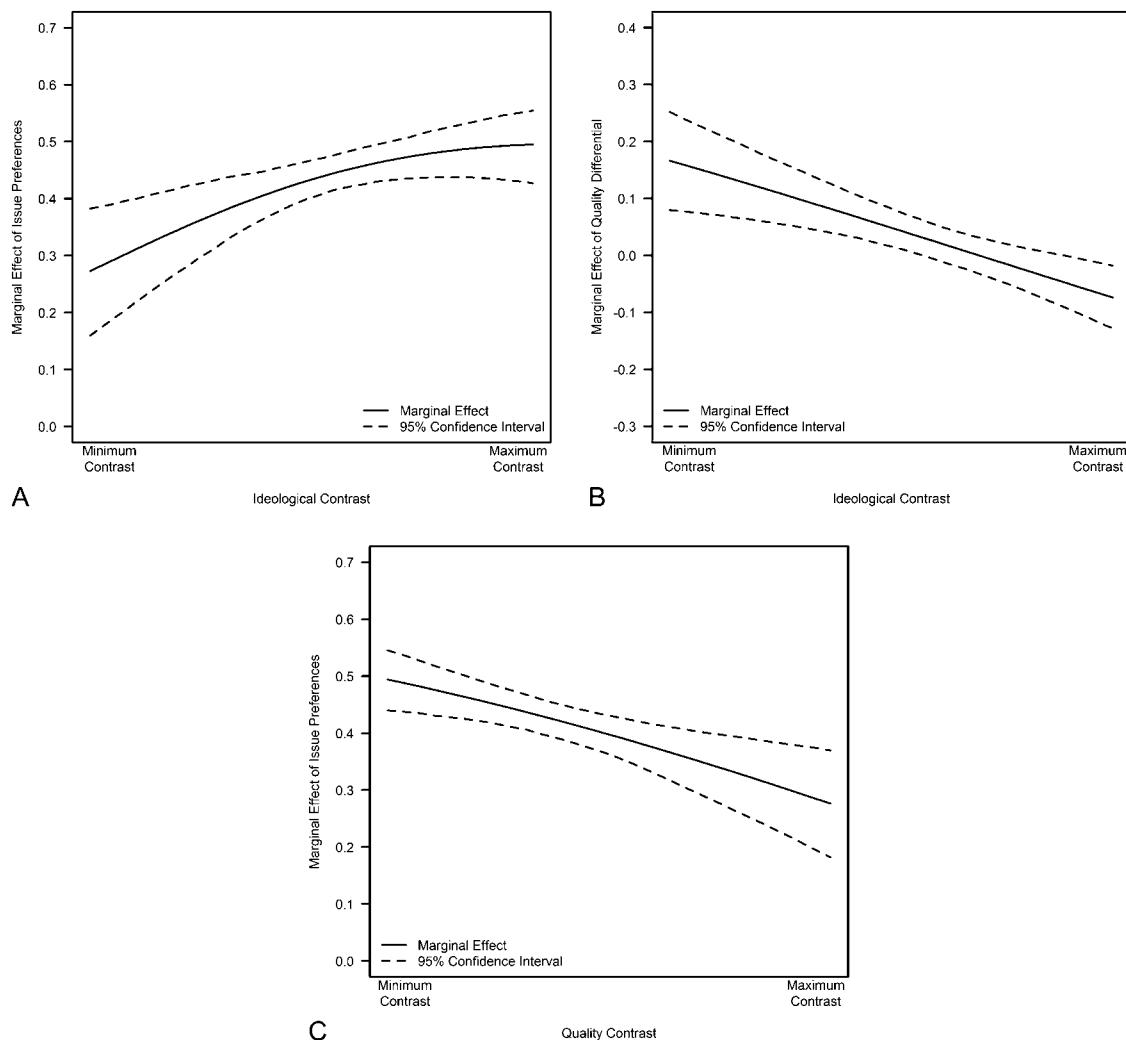 0.7
0.6
0.5
0.4
0.3
0.2
0.1
0.0
Marginal Effect of Issue Preferences
Marginal Effect
95% Confidence Interval
Minimum
Contrast
Maximum
Contrast
A
Ideological Contrast
0.4
0.3
0.2
0.1
0.0
-0.1
-0.2
-0.3
Marginal Effect of Quality Differential
Marginal Effect
95% Confidence Interval
Minimum
Contrast
Maximum
Contrast
B
Ideological Contrast
0.7
0.6
0.5
0.4
0.3
0.2
0.1
0.0
Marginal Effect of Issue Preferences
Marginal Effect
95% Confidence Interval
Minimum
Contrast
Maximum
Contrast
C
Quality Contrast